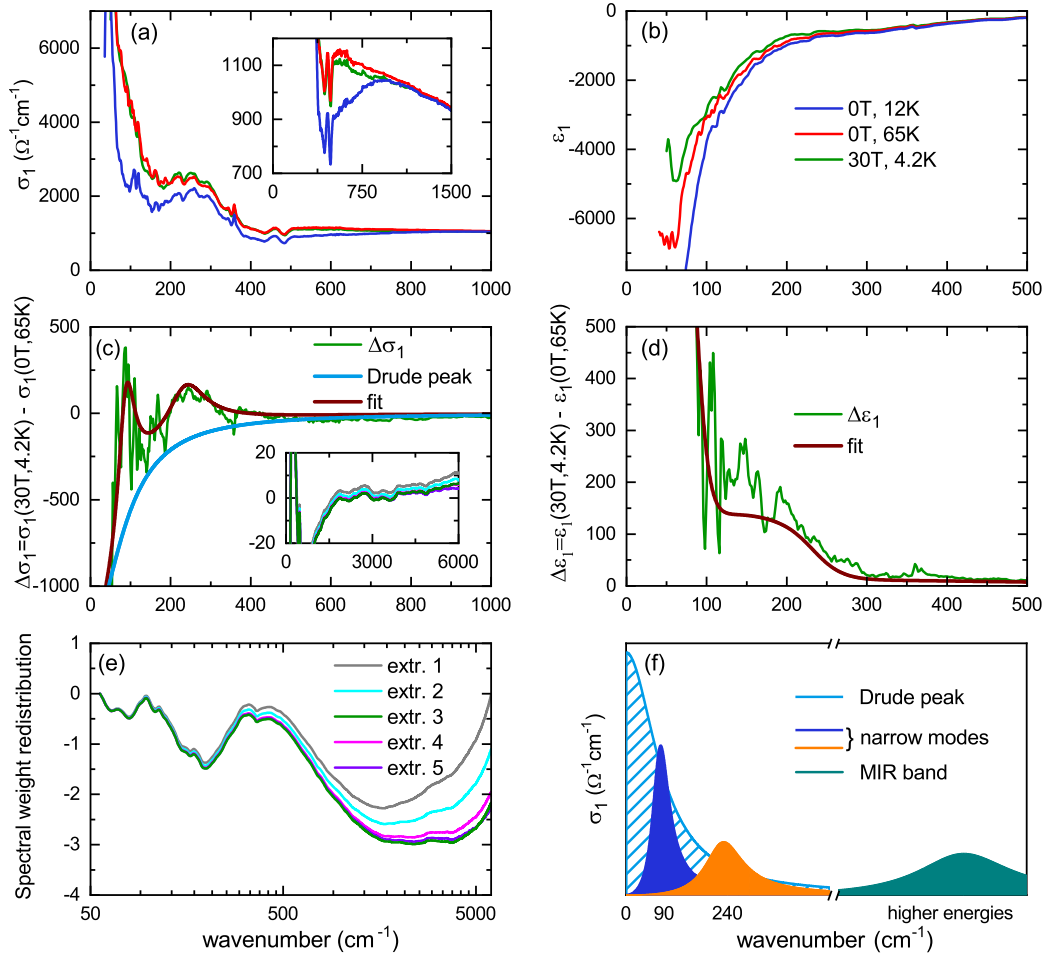 (a)
σ₁ (Ω⁻¹cm⁻¹)
6000
4000
2000
0
0 200 400 600 800 1000
1100
900
700
0 750 1500
(b)
ε₁
0
-2000
-4000
-6000
0 100 200 300 400 500
0T, 12K
0T, 65K
30T, 4.2K
(c)
Δσ₁=σ₁(30T,4.2K) - σ₁(0T,65K)
500
250
0
-250
-500
-1000
0 200 400 600 800 1000
Δσ₁
Drude peak
fit
20
0
-20
0 3000 6000
(d)
Δε₁=ε₁(30T,4.2K) - ε₁(0T,65K)
500
400
300
200
100
0
0 100 200 300 400 500
Δε₁
fit
(e)
Spectral weight redistribution
1
0
-1
-2
-3
-4
50 500 5000
wavenumber (cm⁻¹)
extr. 1
extr. 2
extr. 3
extr. 4
extr. 5
(f)
σ₁ (Ω⁻¹cm⁻¹)
Drude peak
} narrow modes
MIR band
0 90 240 higher energies
wavenumber (cm⁻¹)